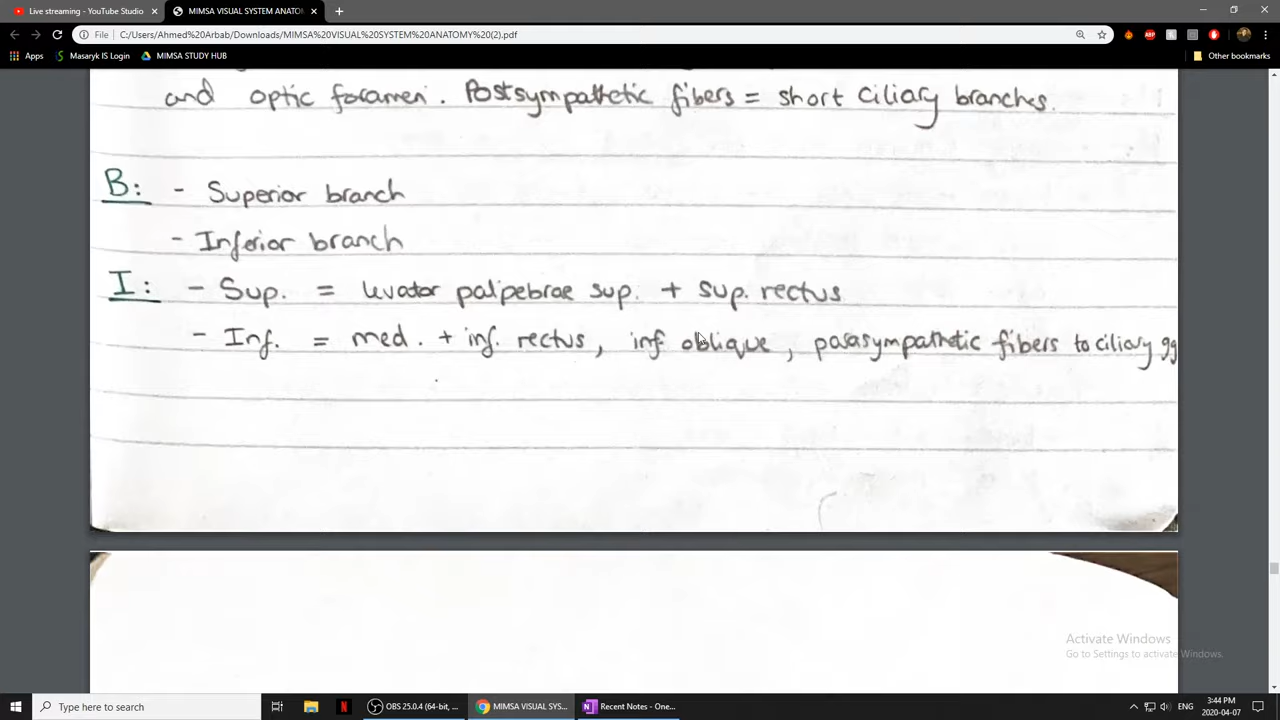 Live streaming - YouTube Studio
MIMSA VISUAL SYSTEM ANATOM
File
C:/Users/Ahmed%20Arbab/Downloads/MIMSA%20VISUAL%20SYSTEM%20ANATOMY%20(2).pdf
Apps
Masaryk IS Login
MIMSA STUDY HUB
Other bookmarks
and optic foramen. Postsympathetic fibers = short ciliary branches.
B: - Superior branch
- Inferior branch
I: - Sup. = levator palpebrae sup. + sup. rectus
- Inf. = med. + inf. rectus, inf oblique, parasympathetic fibers to ciliary gg
Activate Windows
Go to Settings to activate Windows.
Type here to search
OBS 25.0.4 (64-bit, ...
MIMSA VISUAL SYS...
Recent Notes - One...
ENG
3:44 PM
2020-04-07